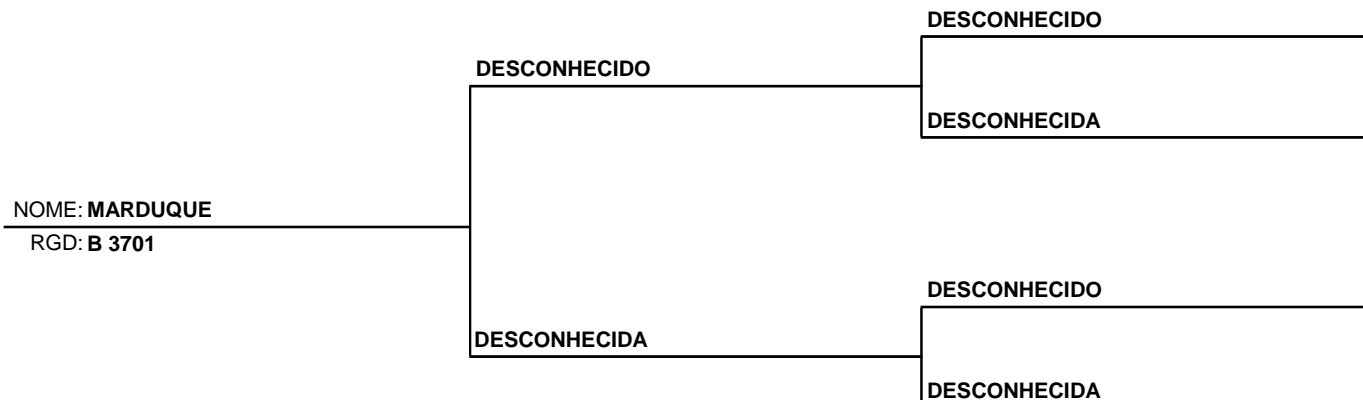 DESCONHECIDO
DESCONHECIDO
DESCONHECIDA
NOME: MARDUQUE
RGD: B 3701
DESCONHECIDO
DESCONHECIDA
DESCONHECIDA